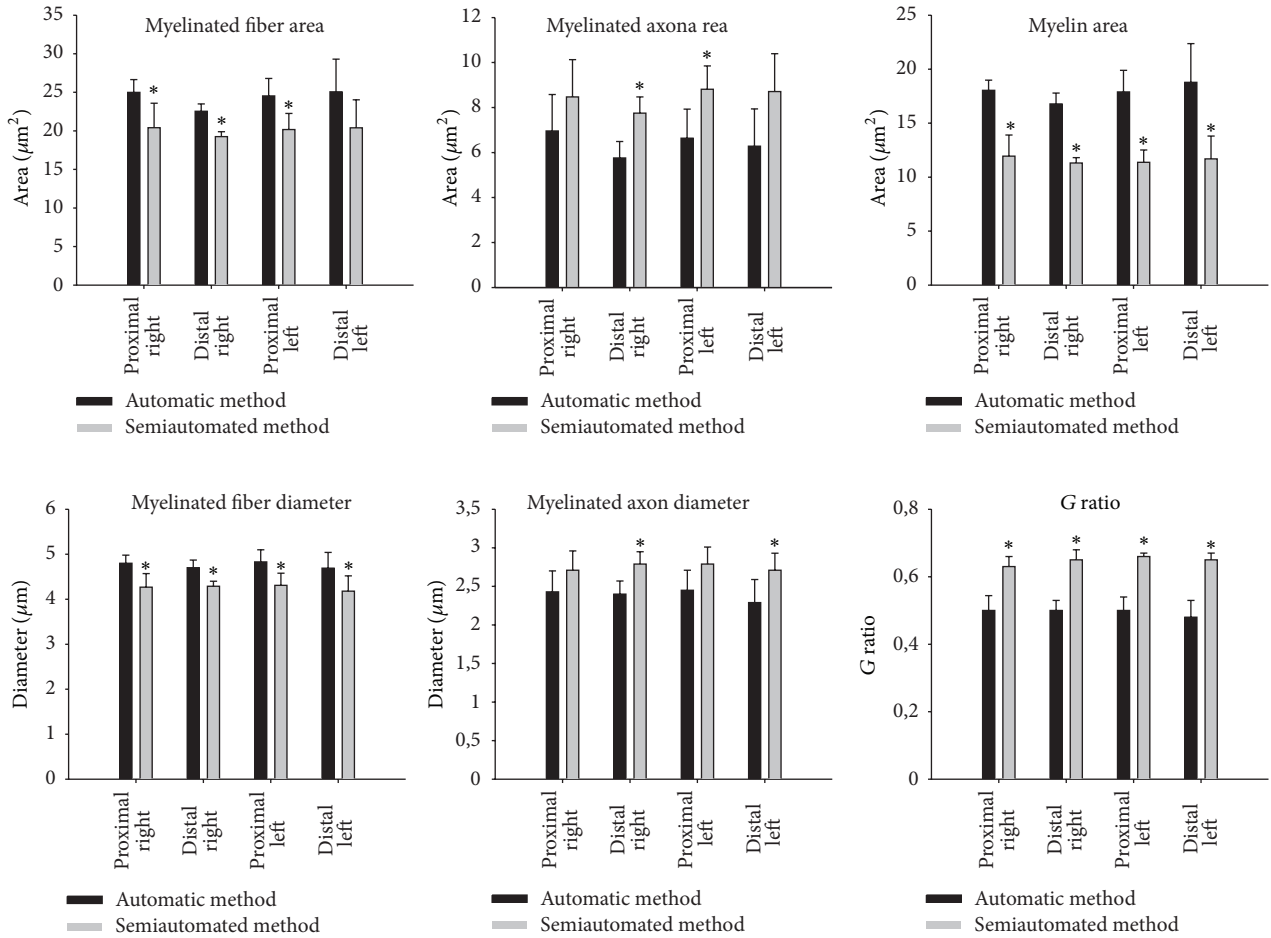 Myelinated fiber area
35
30
25
20
15
10
5
0
Area (μm²)
* * *
Proximal right
Distal right
Proximal left
Distal left
Automatic method
Semiautomated method
Myelinated axona rea
12
10
8
6
4
2
0
Area (μm²)
* *
Proximal right
Distal right
Proximal left
Distal left
Automatic method
Semiautomated method
Myelin area
25
20
15
10
5
0
Area (μm²)
* * * *
Proximal right
Distal right
Proximal left
Distal left
Automatic method
Semiautomated method
Myelinated fiber diameter
6
5
4
3
2
1
0
Diameter (μm)
* * * *
Proximal right
Distal right
Proximal left
Distal left
Automatic method
Semiautomated method
Myelinated axon diameter
3,5
3
2,5
2
1,5
1
0,5
0
Diameter (μm)
* *
Proximal right
Distal right
Proximal left
Distal left
Automatic method
Semiautomated method
G ratio
0,8
0,6
0,4
0,2
0
G ratio
* * * *
Proximal right
Distal right
Proximal left
Distal left
Automatic method
Semiautomated method